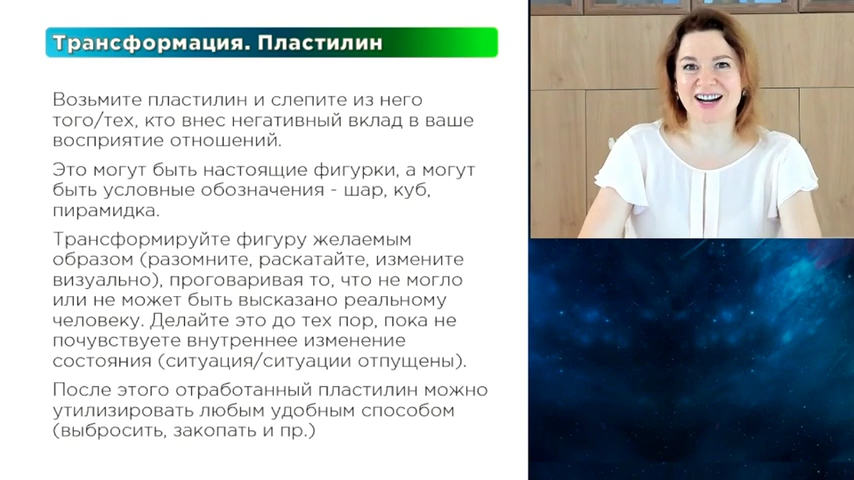 Трансформация. Пластилин
Возьмите пластилин и слепите из него
того/тех, кто внес негативный вклад в ваше
восприятие отношений.
Это могут быть настоящие фигурки, а могут
быть условные обозначения - шар, куб,
пирамидка.
Трансформируйте фигуру желаемым
образом (разомните, раскатайте, измените
визуально), проговаривая то, что не могло
или не может быть высказано реальному
человеку. Делайте это до тех пор, пока не
почувствуете внутреннее изменение
состояния (ситуация/ситуации отпущены).
После этого отработанный пластилин можно
утилизировать любым удобным способом
(выбросить, закопать и пр.)